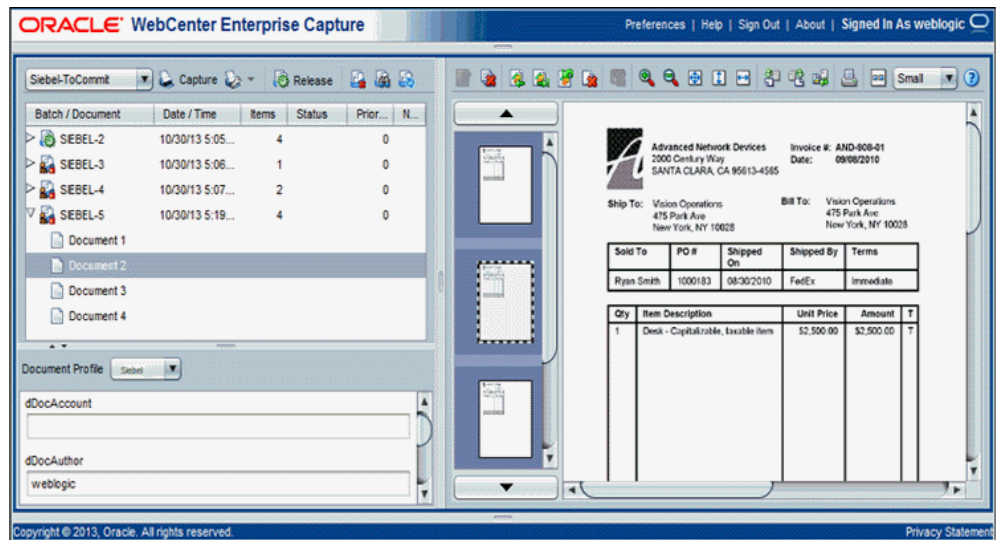 ORACLE WebCenter Enterprise Capture
Preferences | Help | Sign Out | About | Signed In As weblogic
Siebel-ToCommit Capture Release
Small
Batch / Document Date / Time Items Status Prior... N...
SIEBEL-2 10/30/13 5:05... 4 0
SIEBEL-3 10/30/13 5:06... 1 0
SIEBEL-4 10/30/13 5:07... 2 0
SIEBEL-5 10/30/13 5:19... 4 0
Document 1
Document 2
Document 3
Document 4
Document Profile Siebel
dDocAccount
dDocAuthor
weblogic
Advanced Network Devices
2000 Century Way
SANTA CLARA, CA 95613-4565
Invoice #: AND-908-01
Date: 09/08/2010
Ship To: Vision Operations
475 Park Ave
New York, NY 10028
Bill To: Vision Operations
475 Park Ave
New York, NY 10028
Sold To PO # Shipped On Shipped By Terms
Ryan Smith 1000183 08/30/2010 FedEx Immediate
Qty Item Description Unit Price Amount T
1 Desk - Capitalizable, taxable item $2,500.00 $2,500.00 T
Copyright © 2013, Oracle. All rights reserved.
Privacy Statement